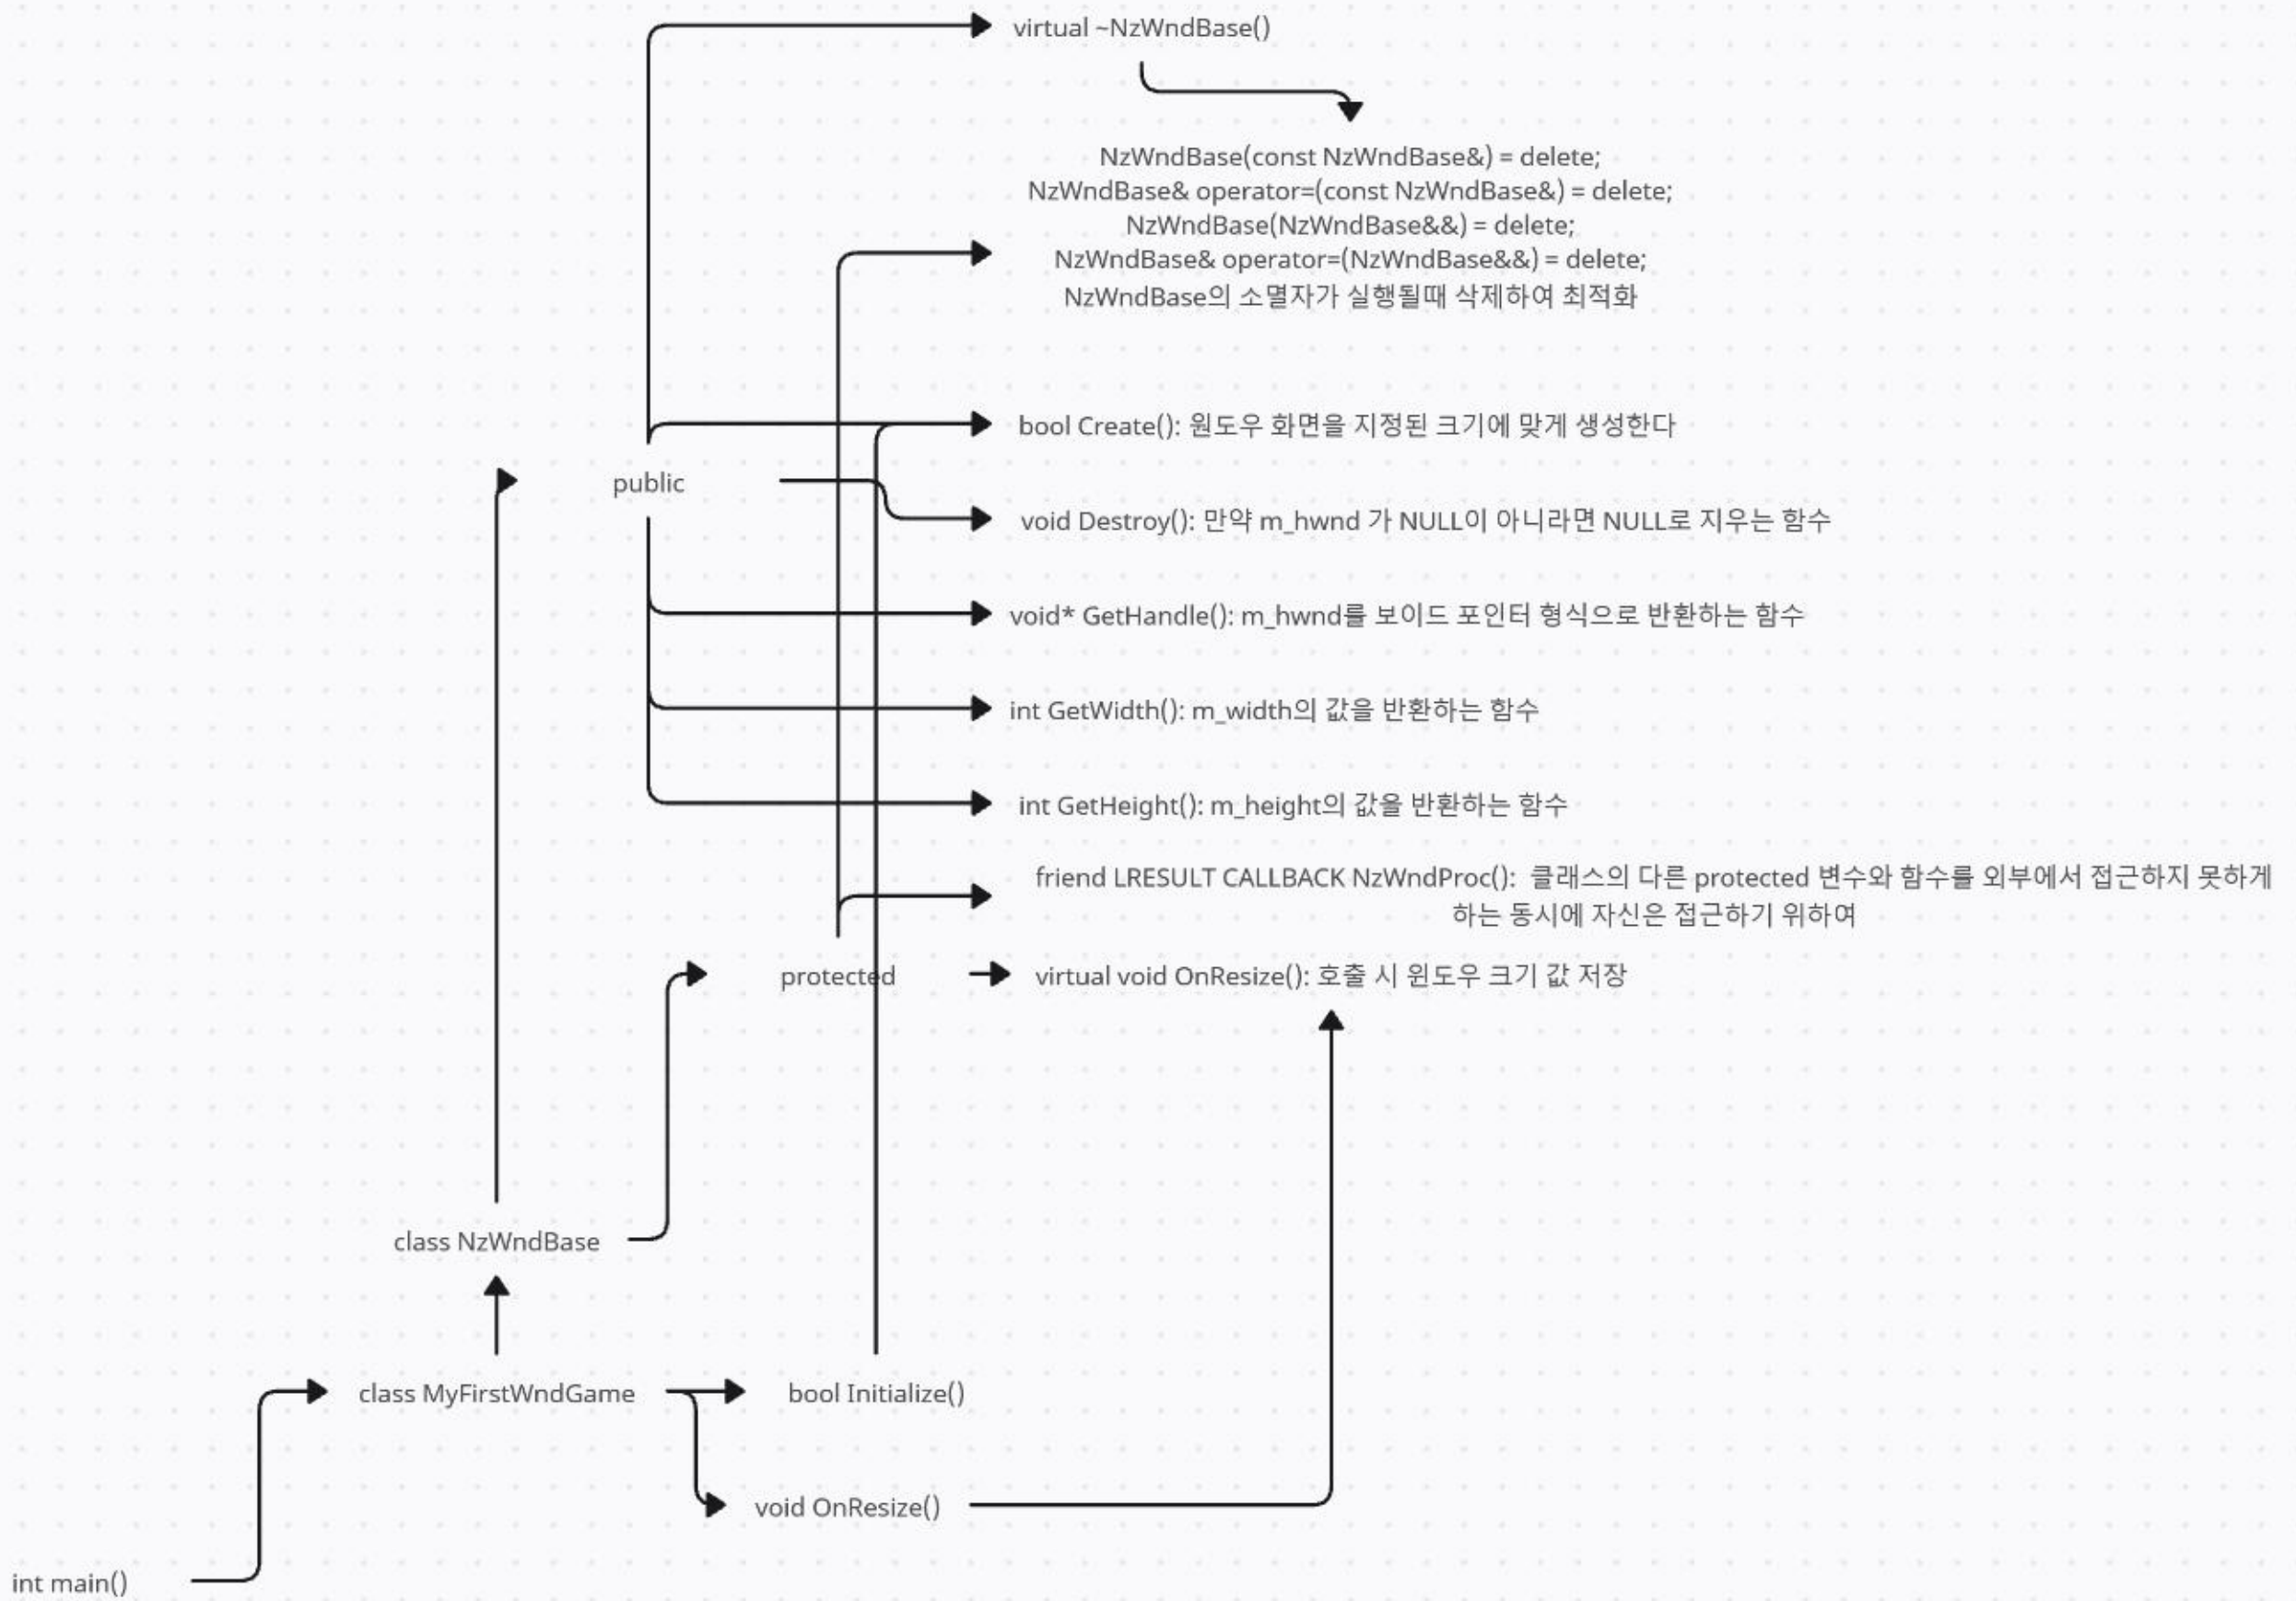 virtual ~NzWndBase()
NzWndBase(const NzWndBase&) = delete;
NzWndBase& operator=(const NzWndBase&) = delete;
NzWndBase(NzWndBase&&) = delete;
NzWndBase& operator=(NzWndBase&&) = delete;
NzWndBase의 소멸자가 실행될때 삭제하여 최적화
bool Create(): 원도우 화면을 지정된 크기에 맞게 생성한다
public
void Destroy(): 만약 m_hwnd 가 NULL이 아니라면 NULL로 지우는 함수
void* GetHandle(): m_hwnd를 보이드 포인터 형식으로 반환하는 함수
int GetWidth(): m_width의 값을 반환하는 함수
int GetHeight(): m_height의 값을 반환하는 함수
friend LRESULT CALLBACK NzWndProc(): 클래스의 다른 protected 변수와 함수를 외부에서 접근하지 못하게
하는 동시에 자신은 접근하기 위하여
protected
virtual void OnResize(): 호출 시 윈도우 크기 값 저장
class NzWndBase
class MyFirstWndGame
bool Initialize()
void OnResize()
int main()